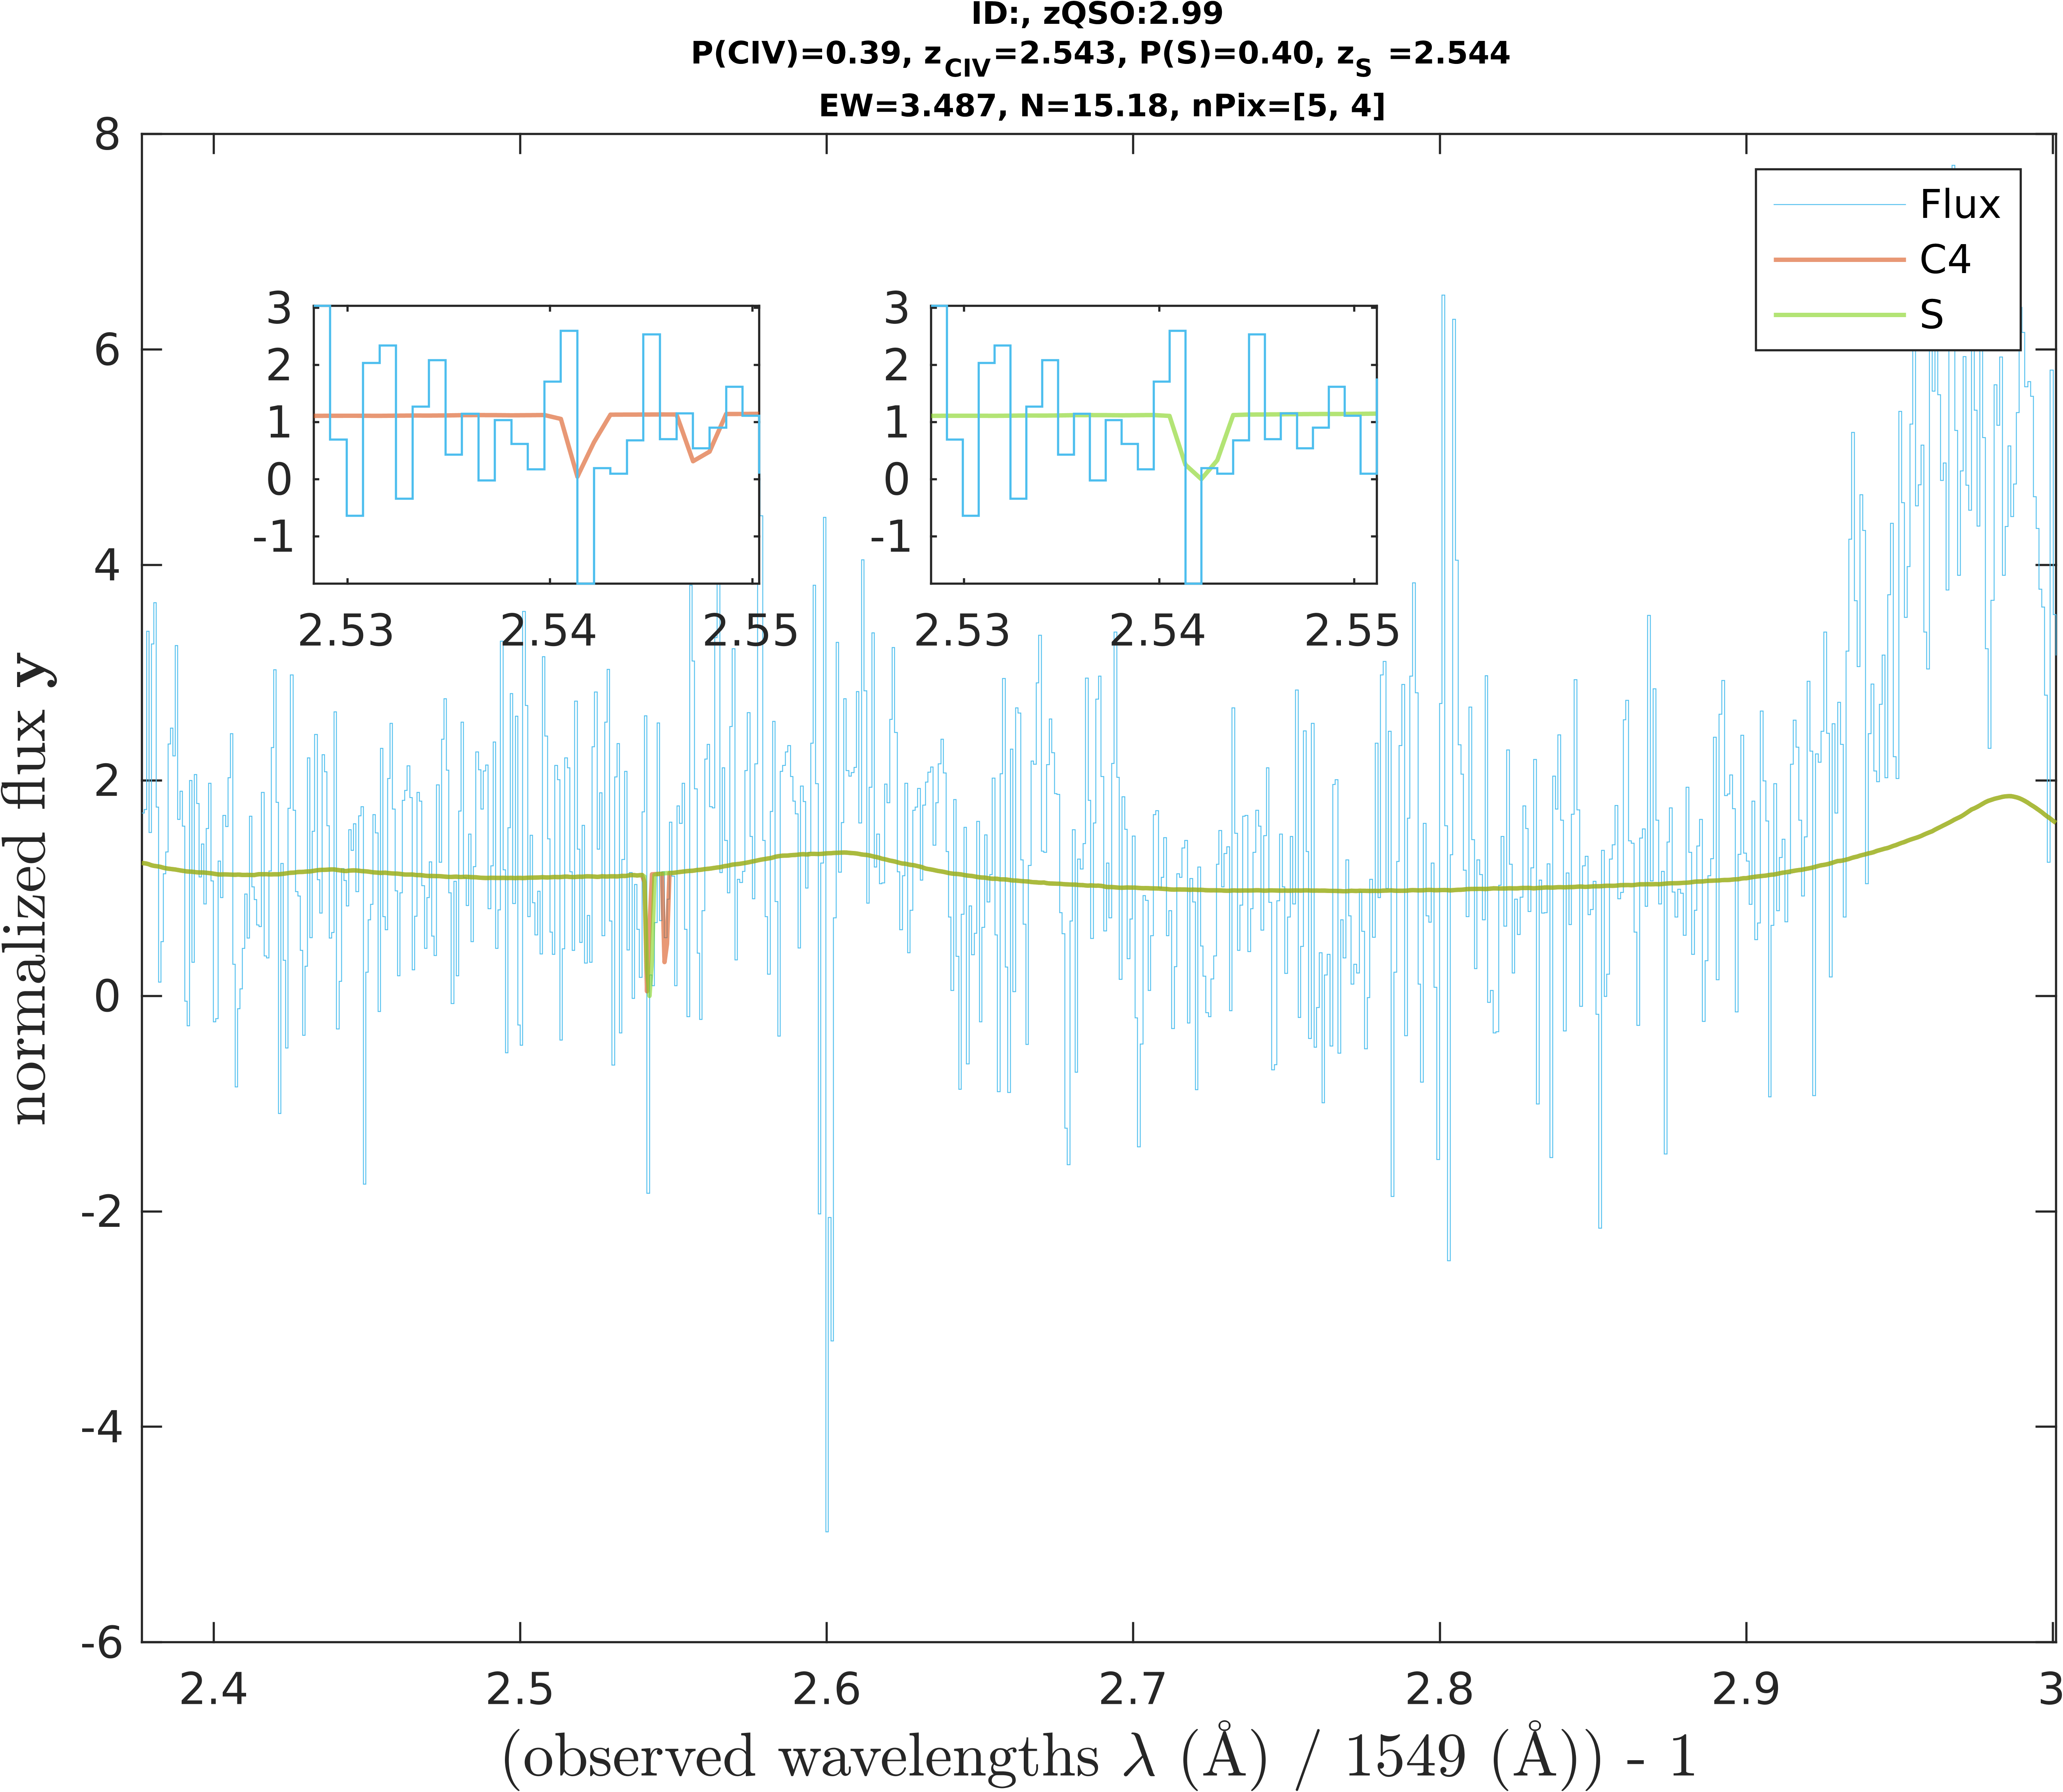 ID:, zQSO:2.99
P(CIV)=0.39, z_CIV=2.543, P(S)=0.40, z_S =2.544
EW=3.487, N=15.18, nPix=[5, 4]
8
6
4
2
0
-2
-4
-6
normalized flux y
Flux
C4
S
3
2
1
0
-1
2.53 2.54 2.55
3
2
1
0
-1
2.53 2.54 2.55
2.4 2.5 2.6 2.7 2.8 2.9 3
(observed wavelengths λ (Å) / 1549 (Å)) - 1